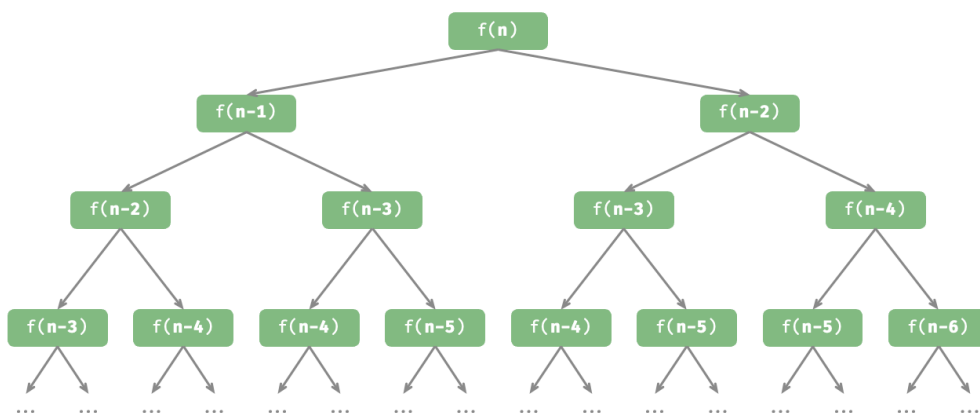 f(n)
f(n-1) f(n-2)
f(n-2) f(n-3) f(n-3) f(n-4)
f(n-3) f(n-4) f(n-4) f(n-5) f(n-4) f(n-5) f(n-5) f(n-6)
... ... ... ... ... ... ... ... ... ... ... ... ... ... ... ...